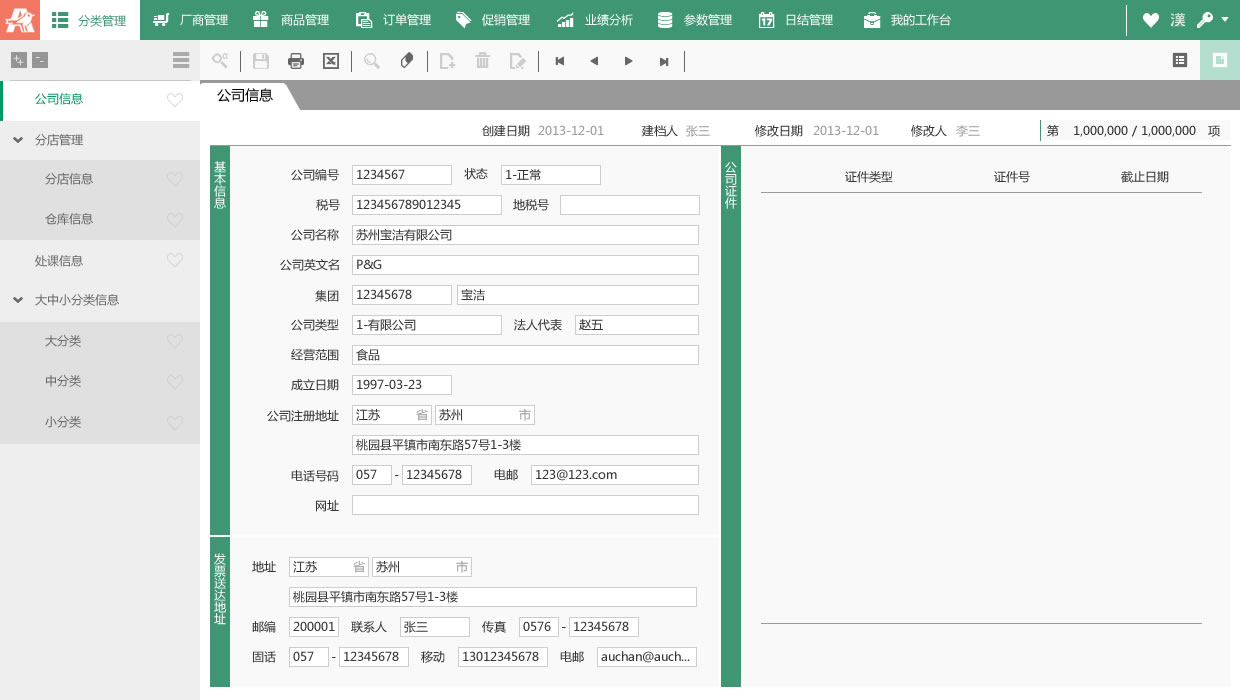 分类管理 厂商管理 商品管理 订单管理 促销管理 业绩分析 参数管理 日结管理 我的工作台 漢
公司信息
分店管理
分店信息
仓库信息
处课信息
大中小分类信息
大分类
中分类
小分类
公司信息
创建日期 2013-12-01 建档人 张三 修改日期 2013-12-01 修改人 李三 第 1,000,000 / 1,000,000 项
基本信息
公司编号 1234567 状态 1-正常
税号 123456789012345 地税号
公司名称 苏州宝洁有限公司
公司英文名 P&G
集团 12345678 宝洁
公司类型 1-有限公司 法人代表 赵五
经营范围 食品
成立日期 1997-03-23
公司注册地址 江苏 省 苏州 市
桃园县平镇市南东路57号1-3楼
电话号码 057 - 12345678 电邮 123@123.com
网址
发票送达地址
地址 江苏 省 苏州 市
桃园县平镇市南东路57号1-3楼
邮编 200001 联系人 张三 传真 0576 - 12345678
固话 057 - 12345678 移动 13012345678 电邮 auchan@auch...
公司证件
证件类型 证件号 截止日期